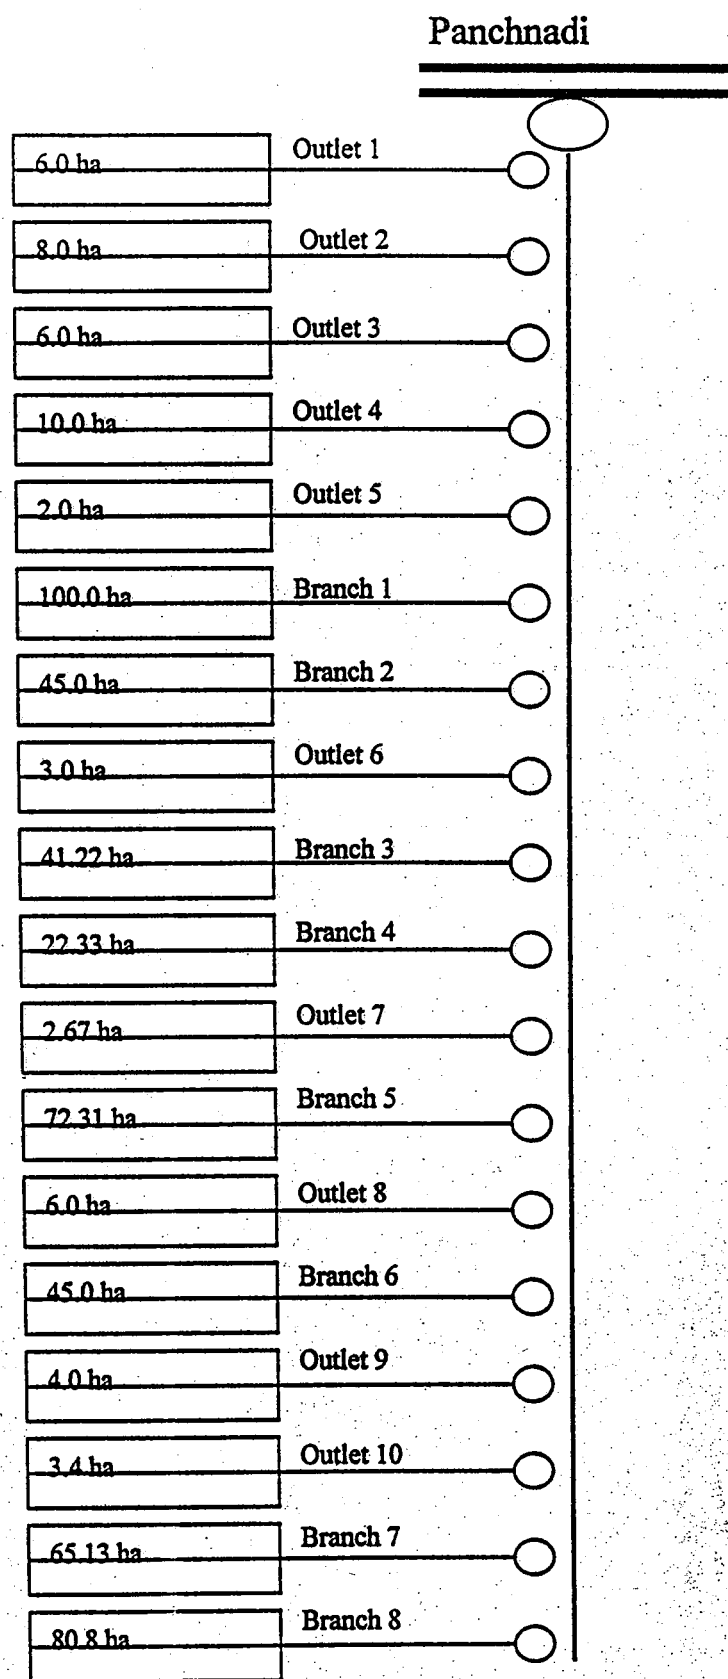 Panchnadi
6.0 ha Outlet 1
8.0 ha Outlet 2
6.0 ha Outlet 3
10.0 ha Outlet 4
2.0 ha Outlet 5
100.0 ha Branch 1
45.0 ha Branch 2
3.0 ha Outlet 6
41.22 ha Branch 3
22.33 ha Branch 4
2.67 ha Outlet 7
72.31 ha Branch 5
6.0 ha Outlet 8
45.0 ha Branch 6
4.0 ha Outlet 9
3.4 ha Outlet 10
65.13 ha Branch 7
80.8 ha Branch 8